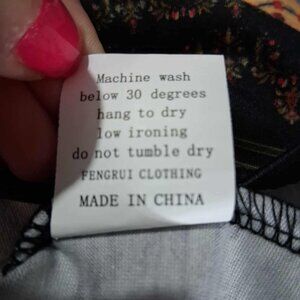 Machine wash
below 30 degrees
hang to dry
low ironing
do not tumble dry
FENGRUI CLOTHING
MADE IN CHINA